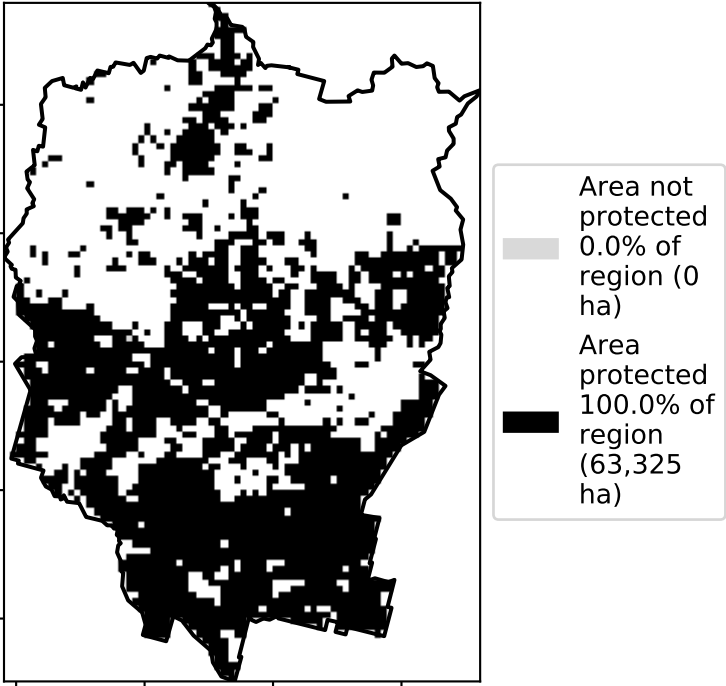 Area not
protected
0.0% of
region (0
ha)
Area
protected
100.0% of
region
(63,325
ha)